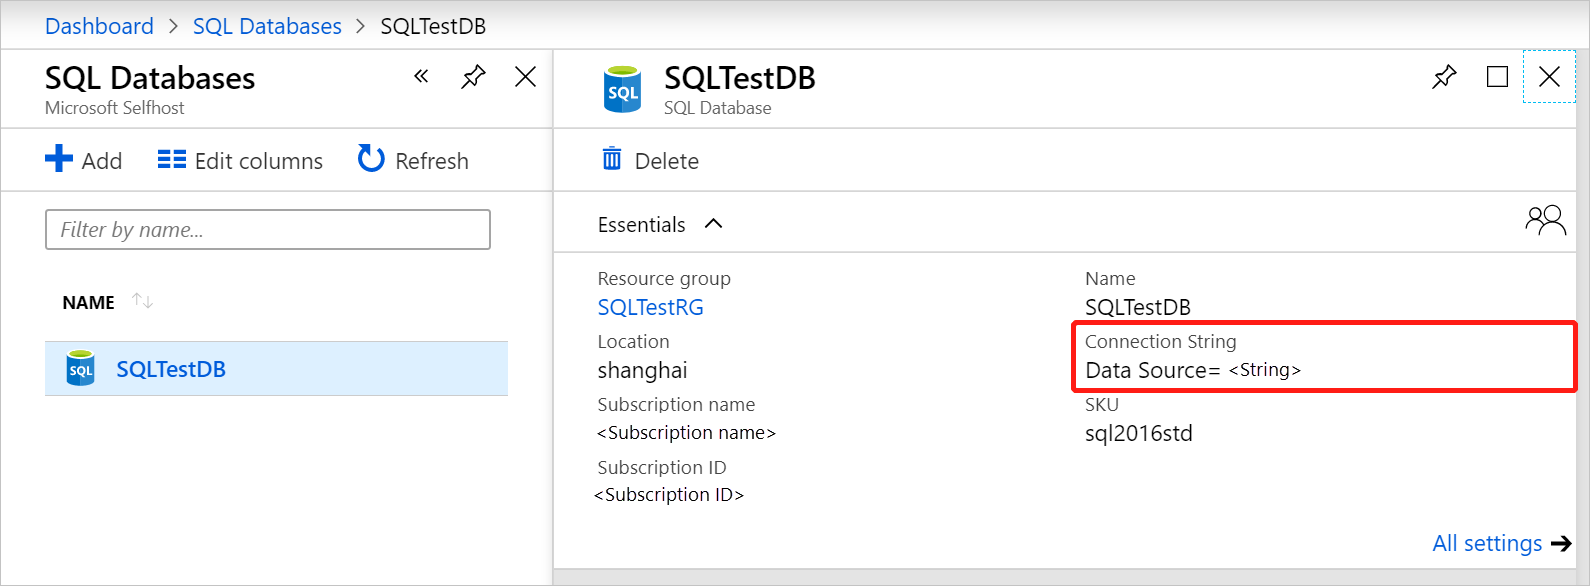 Dashboard > SQL Databases > SQLTestDB
SQL Databases
Microsoft Selfhost
Add
Edit columns
Refresh
Filter by name...
NAME
SQL
SQLTestDB
SQL
SQLTestDB
SQL Database
Delete
Essentials
Resource group
SQLTestRG
Location
shanghai
Subscription name
<Subscription name>
Subscription ID
<Subscription ID>
Name
SQLTestDB
Connection String
Data Source= <String>
SKU
sql2016std
All settings